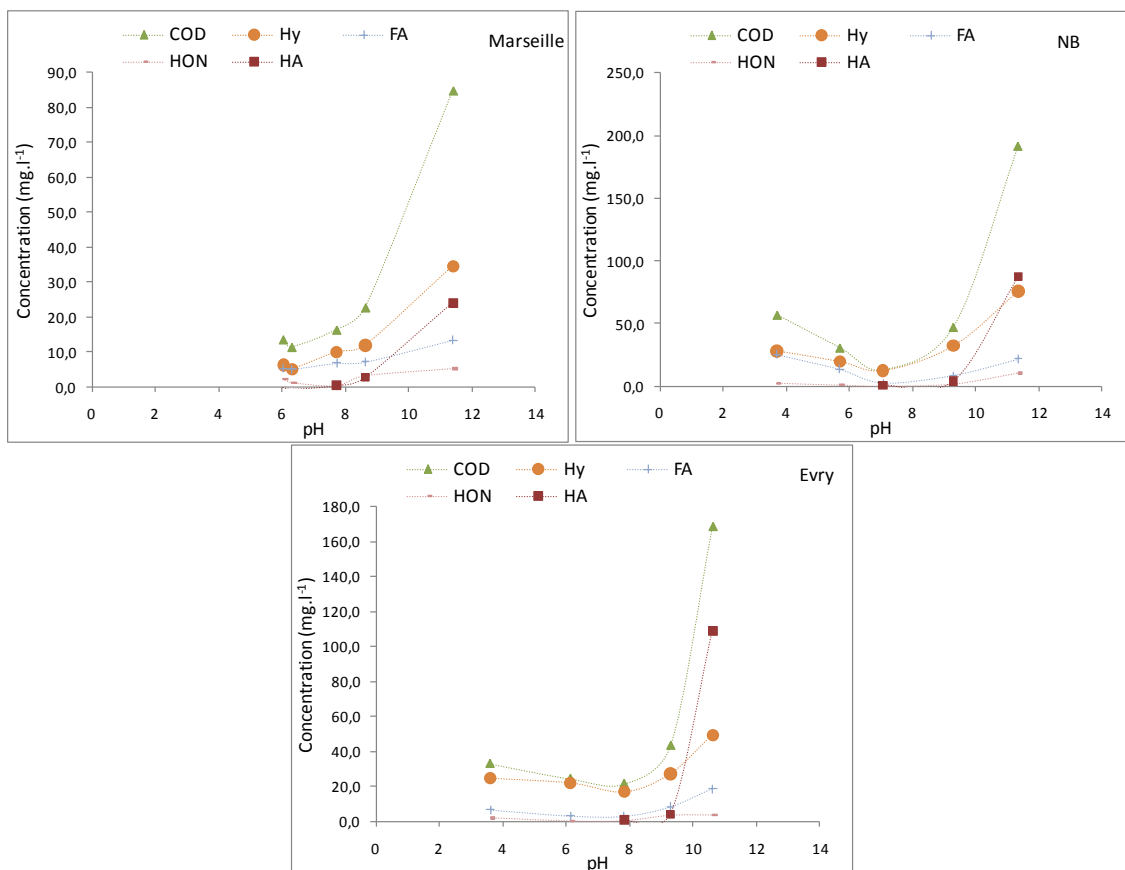 COD Hy FA Marseille
HON HA
90,0
80,0
70,0
60,0
50,0
40,0
30,0
20,0
10,0
0,0
Concentration (mg.l-1)
0 2 4 6 8 10 12 14
pH
COD Hy FA NB
HON HA
250,0
200,0
150,0
100,0
50,0
0,0
Concentration (mg.l-1)
0 2 4 6 8 10 12 14
pH
COD Hy FA Evry
HON HA
180,0
160,0
140,0
120,0
100,0
80,0
60,0
40,0
20,0
0,0
Concentration (mg.l-1)
0 2 4 6 8 10 12 14
pH